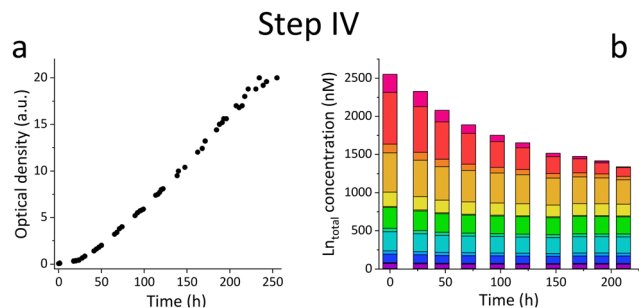 Step IV
a
Optical density (a.u.)
20
15
10
5
0
0 50 100 150 200 250
Time (h)
b
Ln_total concentration (nM)
2500
2000
1500
1000
500
0
0 50 100 150 200
Time (h)